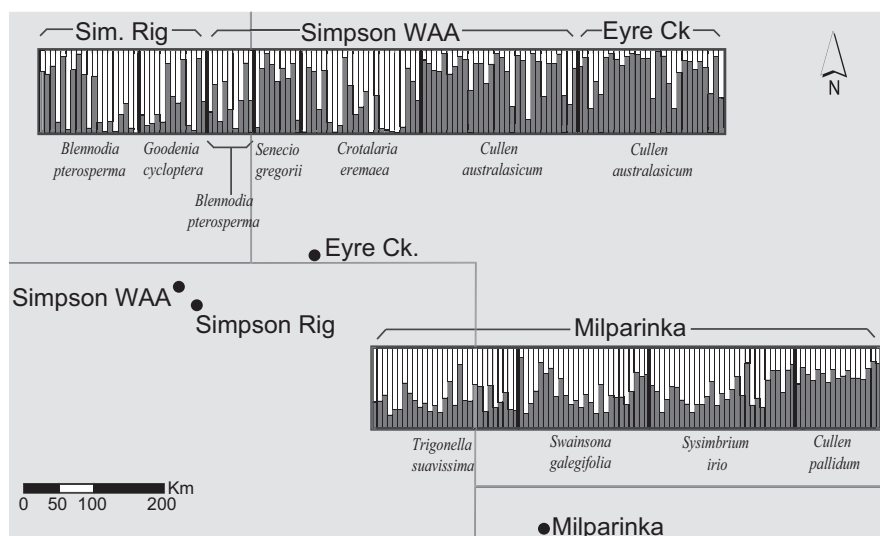 Sim. Rig
Simpson WAA
Eyre Ck
N
Blennodia
pterosperma
Goodenia
cycloptera
Blennodia
pterosperma
Senecio
gregorii
Crotalaria
eremaea
Cullen
australasicum
Cullen
australasicum
Eyre Ck.
Simpson WAA
Simpson Rig
Milparinka
Trigonella
suavissima
Swainsona
galegifolia
Sysimbrium
irio
Cullen
pallidum
Km
0 50 100 200
Milparinka